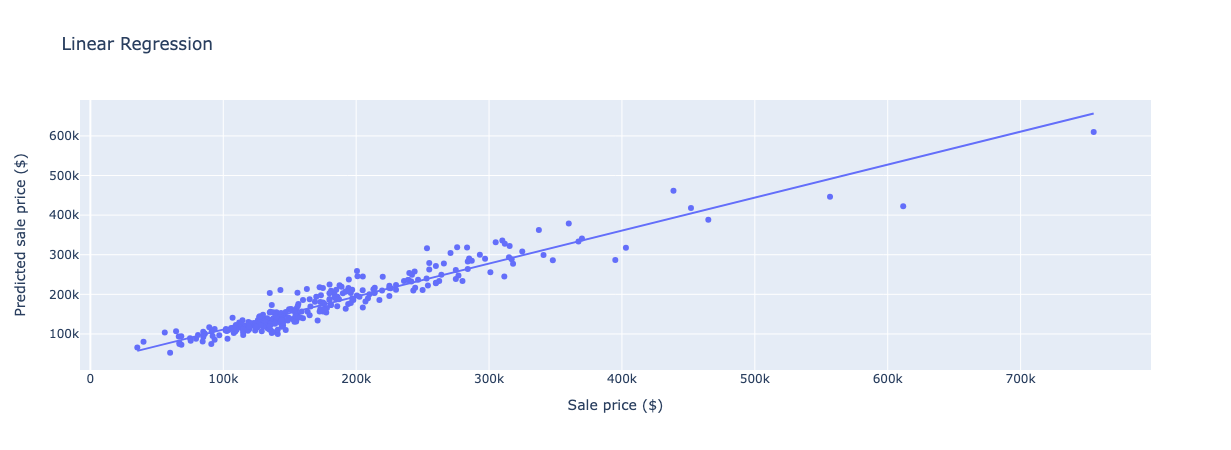 Linear Regression
600k
500k
400k
300k
200k
100k
Predicted sale price ($)
0 100k 200k 300k 400k 500k 600k 700k
Sale price ($)